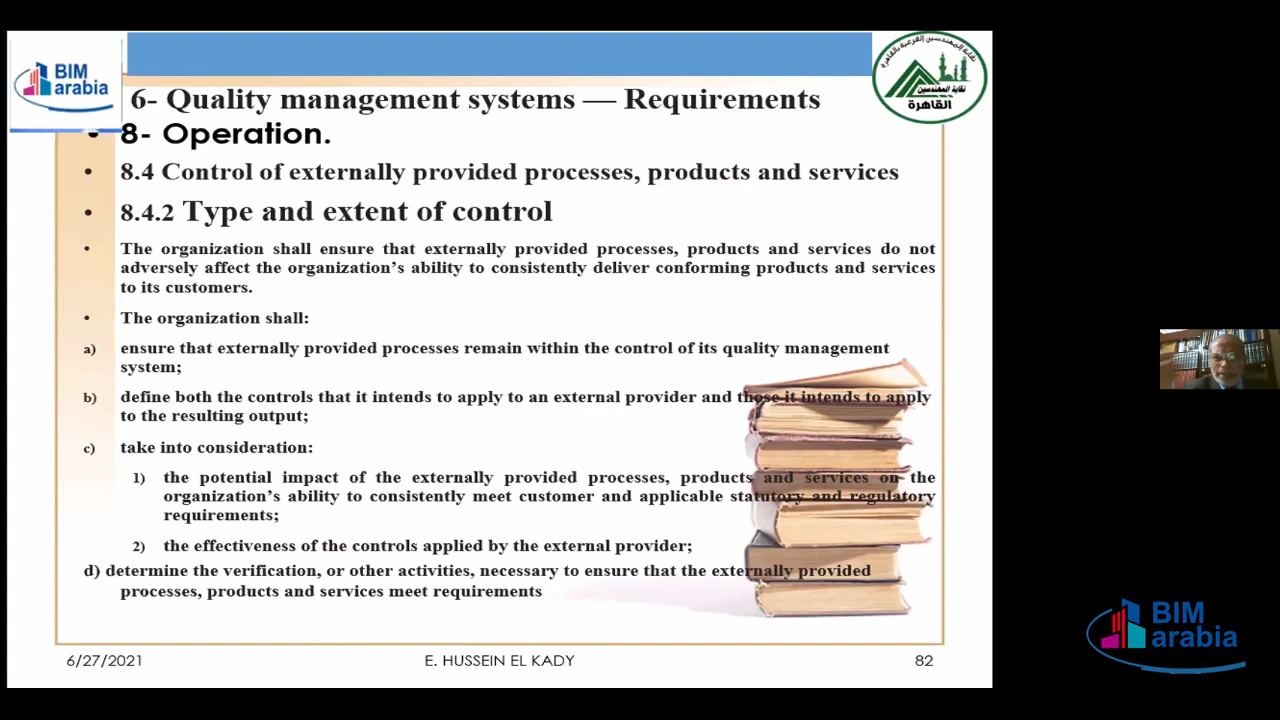 BIM
arabia
نقابة المهندسين الفرعية بالقاهرة
نقابة المهندسين
القاهرة
6- Quality management systems — Requirements
• 8- Operation.
• 8.4 Control of externally provided processes, products and services
• 8.4.2 Type and extent of control
• The organization shall ensure that externally provided processes, products and services do not
adversely affect the organization's ability to consistently deliver conforming products and services
to its customers.
• The organization shall:
a) ensure that externally provided processes remain within the control of its quality management
system;
b) define both the controls that it intends to apply to an external provider and those it intends to apply
to the resulting output;
c) take into consideration:
1) the potential impact of the externally provided processes, products and services on the
organization's ability to consistently meet customer and applicable statutory and regulatory
requirements;
2) the effectiveness of the controls applied by the external provider;
d) determine the verification, or other activities, necessary to ensure that the externally provided
processes, products and services meet requirements
6/27/2021
E. HUSSEIN EL KADY
82
BIM
arabia